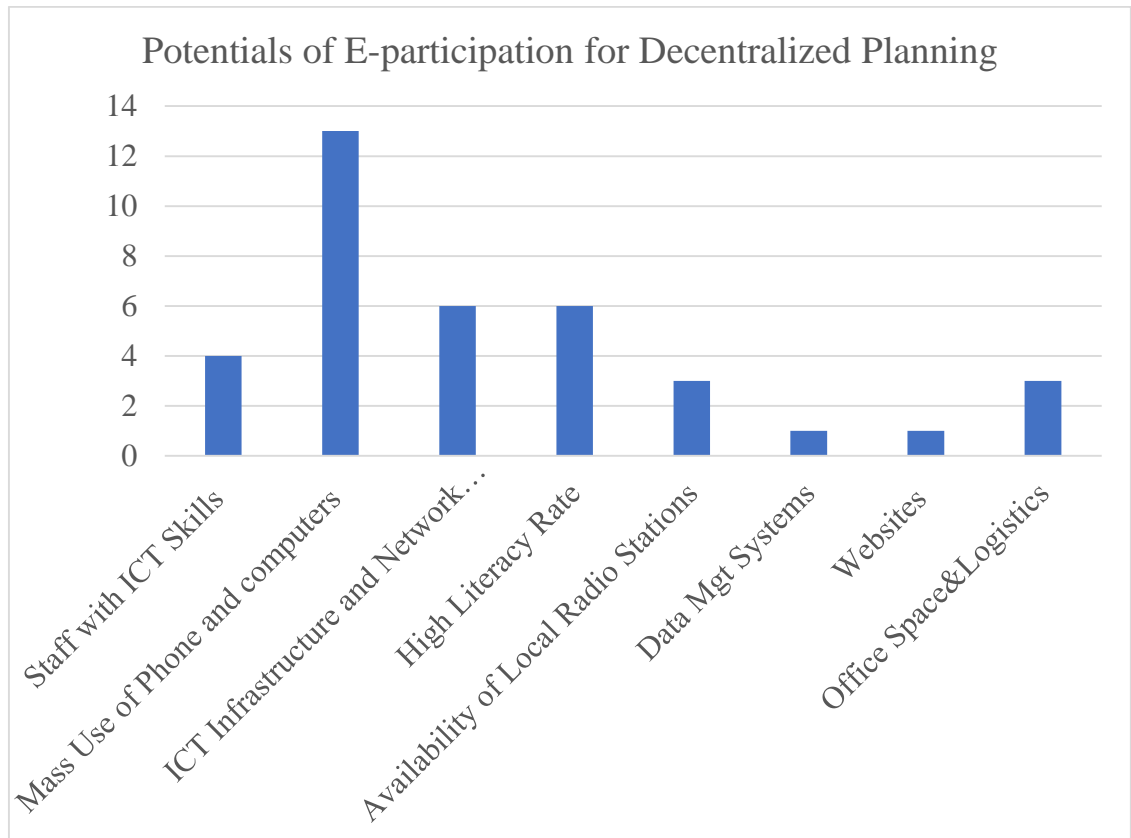 Potentials of E-participation for Decentralized Planning
14
12
10
8
6
4
2
0
Staff with ICT Skills
Mass Use of Phone and computers
ICT Infrastructure and Network…
High Literacy Rate
Availability of Local Radio Stations
Data Mgt Systems
Websites
Office Space&Logistics